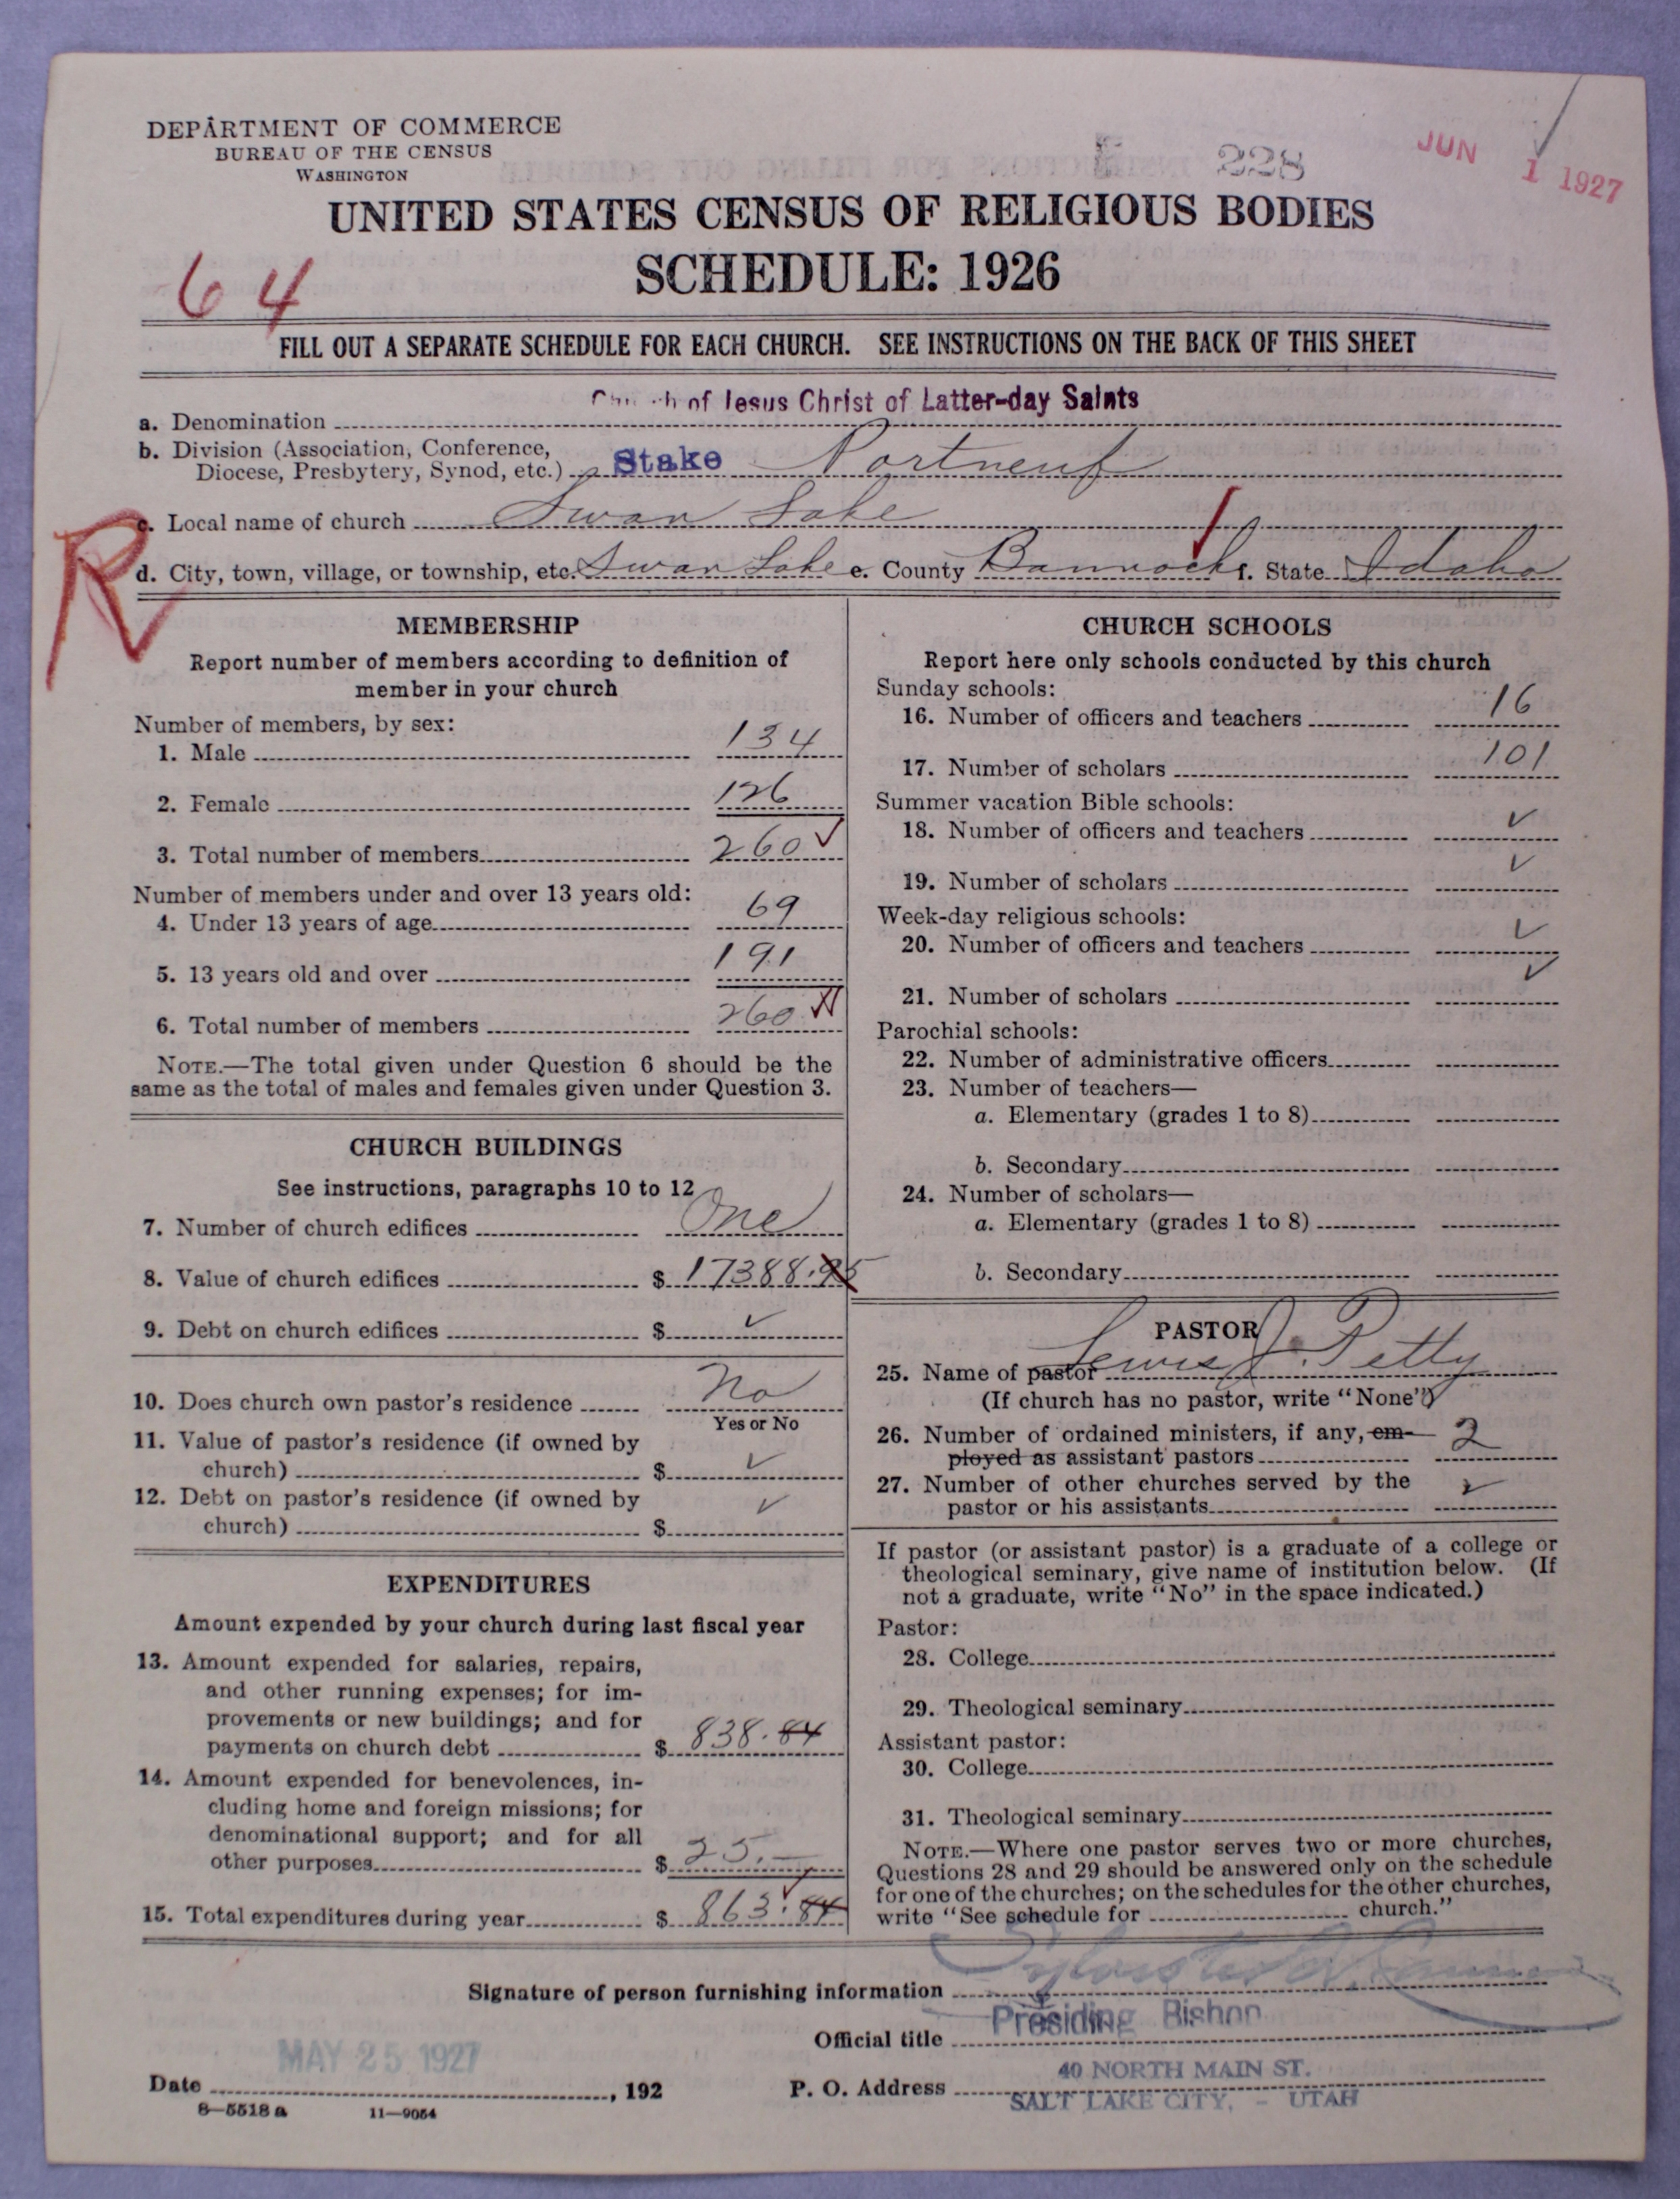 DEPARTMENT OF COMMERCE
BUREAU OF THE CENSUS
WASHINGTON
228
JUN 1 1927
UNITED STATES CENSUS OF RELIGIOUS BODIES
SCHEDULE: 1926
64
FILL OUT A SEPARATE SCHEDULE FOR EACH CHURCH. SEE INSTRUCTIONS ON THE BACK OF THIS SHEET
a. Denomination Church of Jesus Christ of Latter-day Saints
b. Division (Association, Conference,
Diocese, Presbytery, Synod, etc.) Stake Portneuf
R
c. Local name of church Swan Lake
d. City, town, village, or township, etc. Swan Lake e. County Bannock f. State Idaho
MEMBERSHIP
Report number of members according to definition of
member in your church
Number of members, by sex:
1. Male 134
2. Female 126
3. Total number of members 260
Number of members under and over 13 years old:
4. Under 13 years of age 69
5. 13 years old and over 191
6. Total number of members 260
NOTE.—The total given under Question 6 should be the
same as the total of males and females given under Question 3.
CHURCH BUILDINGS
See instructions, paragraphs 10 to 12
7. Number of church edifices One
8. Value of church edifices $ 17388.95
9. Debt on church edifices $ ✓
10. Does church own pastor's residence No
Yes or No
11. Value of pastor's residence (if owned by
church) $ ✓
12. Debt on pastor's residence (if owned by
church) $ ✓
EXPENDITURES
Amount expended by your church during last fiscal year
13. Amount expended for salaries, repairs,
and other running expenses; for im-
provements or new buildings; and for
payments on church debt $ 838.84
14. Amount expended for benevolences, in-
cluding home and foreign missions; for
denominational support; and for all
other purposes $ 25.—
15. Total expenditures during year $ 863.84
CHURCH SCHOOLS
Report here only schools conducted by this church
Sunday schools:
16. Number of officers and teachers 16
17. Number of scholars 101
Summer vacation Bible schools:
18. Number of officers and teachers ✓
19. Number of scholars ✓
Week-day religious schools:
20. Number of officers and teachers ✓
21. Number of scholars ✓
Parochial schools:
22. Number of administrative officers
23. Number of teachers—
a. Elementary (grades 1 to 8)
b. Secondary
24. Number of scholars—
a. Elementary (grades 1 to 8)
b. Secondary
PASTOR
25. Name of pastor Lewis J. Petty
(If church has no pastor, write "None")
26. Number of ordained ministers, if any, em-
ployed as assistant pastors 2
27. Number of other churches served by the
pastor or his assistants ✓
If pastor (or assistant pastor) is a graduate of a college or
theological seminary, give name of institution below. (If
not a graduate, write "No" in the space indicated.)
Pastor:
28. College
29. Theological seminary
Assistant pastor:
30. College
31. Theological seminary
NOTE.—Where one pastor serves two or more churches,
Questions 28 and 29 should be answered only on the schedule
for one of the churches; on the schedules for the other churches,
write "See schedule for church."
Signature of person furnishing information
Official title Presiding Bishop
MAY 25 1927
Date , 192
P. O. Address 40 NORTH MAIN ST.
SALT LAKE CITY, - UTAH
8—5518 a 11—9054